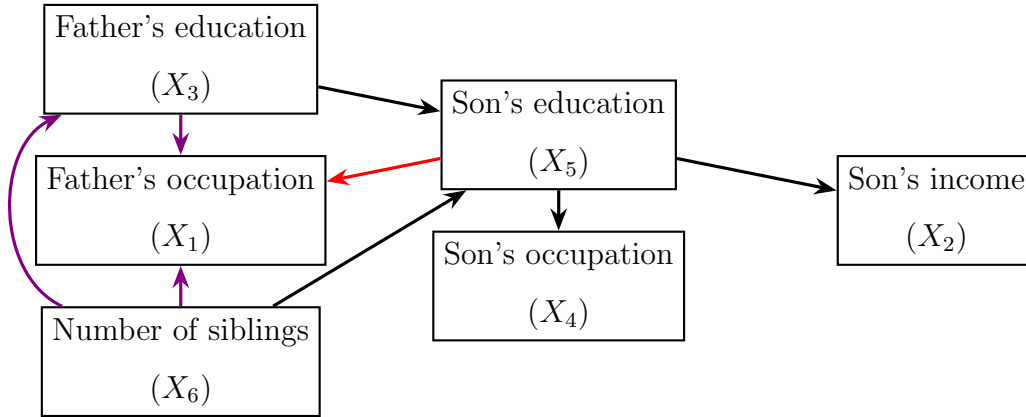 Father's education
(X₃)
Son's education
(X₅)
Father's occupation
(X₁)
Son's income
(X₂)
Son's occupation
(X₄)
Number of siblings
(X₆)